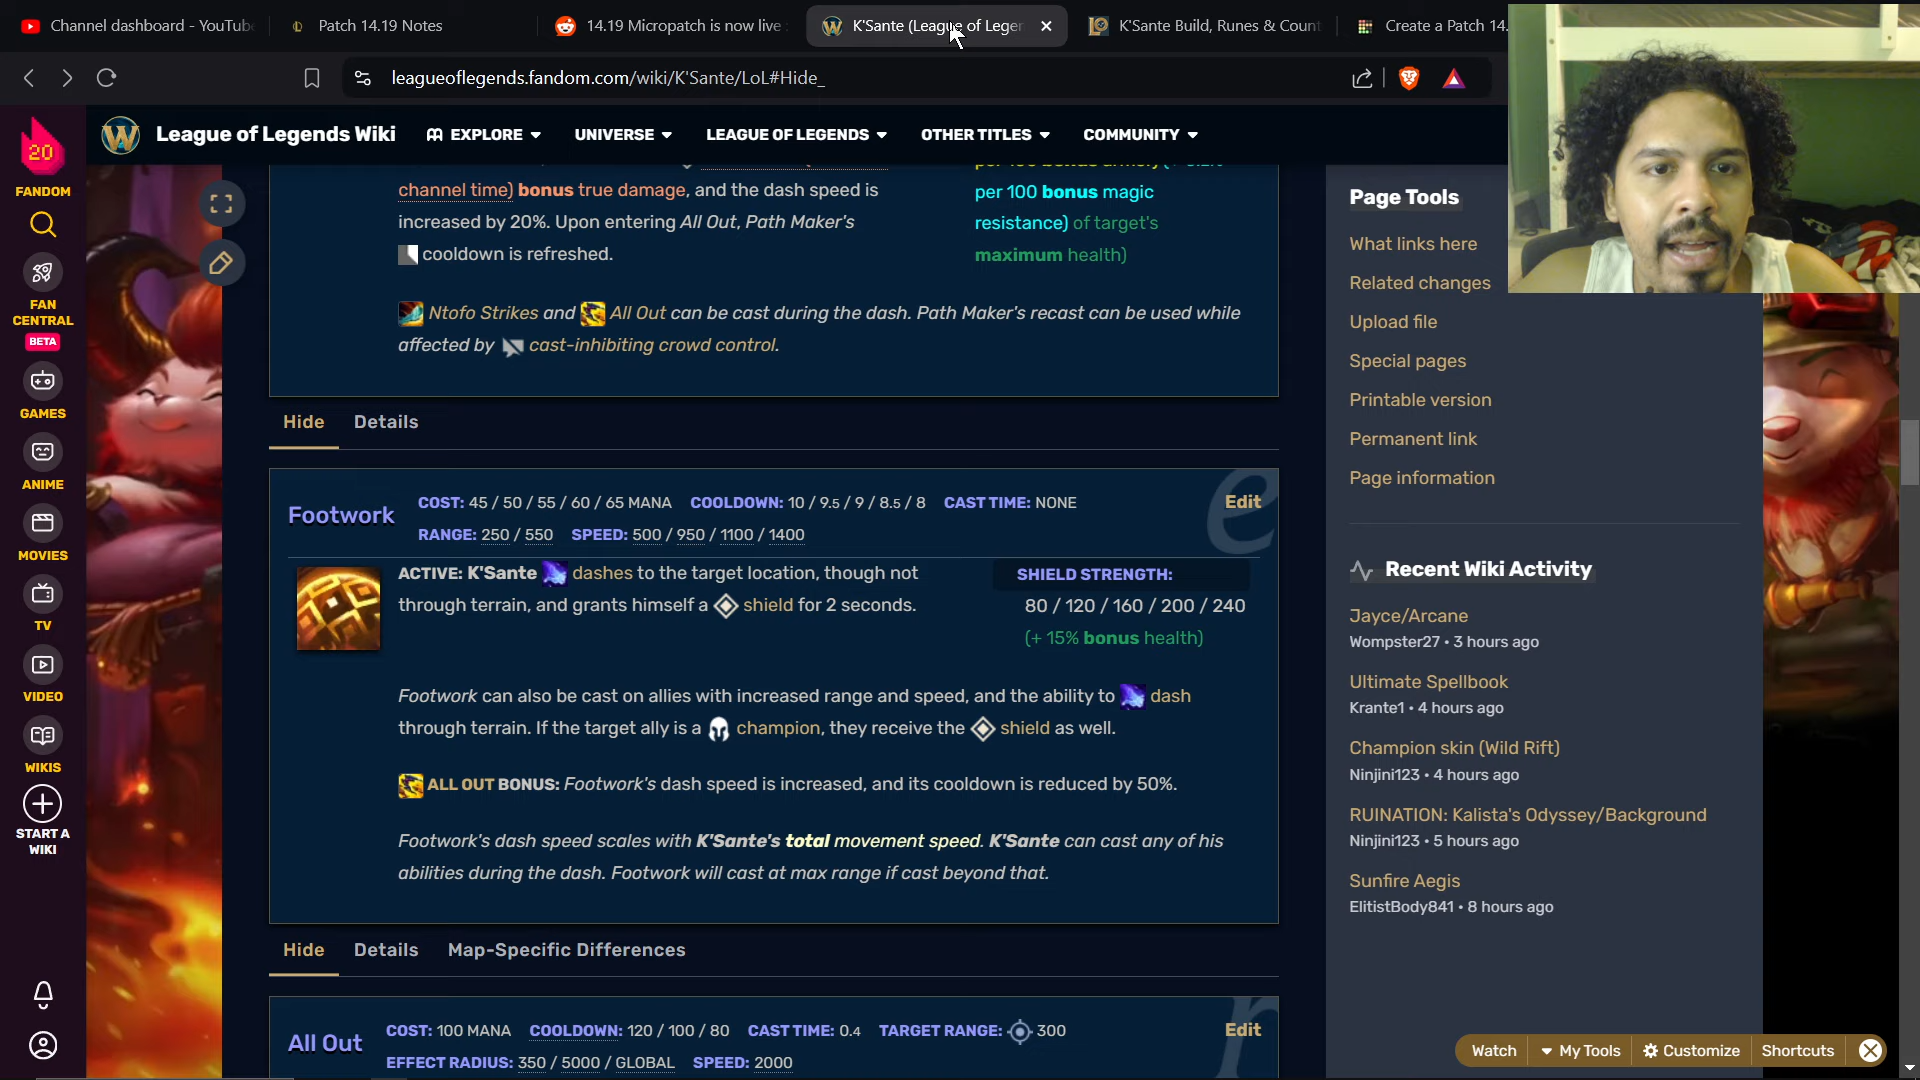 Channel dashboard - YouTub
Patch 14.19 Notes
14.19 Micropatch is now live :
K'Sante (League of Leger
K'Sante Build, Runes & Count
Create a Patch 14.
leagueoflegends.fandom.com/wiki/K'Sante/LoL#Hide_
20
FANDOM
FAN
CENTRAL
BETA
GAMES
ANIME
MOVIES
TV
VIDEO
WIKIS
START A
WIKI
League of Legends Wiki
EXPLORE
UNIVERSE
LEAGUE OF LEGENDS
OTHER TITLES
COMMUNITY
channel time) bonus true damage, and the dash speed is
increased by 20%. Upon entering All Out, Path Maker's
cooldown is refreshed.
per 100 bonus magic
resistance) of target's
maximum health)
Ntofo Strikes and All Out can be cast during the dash. Path Maker's recast can be used while
affected by cast-inhibiting crowd control.
Hide Details
Footwork
COST: 45 / 50 / 55 / 60 / 65 MANA COOLDOWN: 10 / 9.5 / 9 / 8.5 / 8 CAST TIME: NONE
RANGE: 250 / 550 SPEED: 500 / 950 / 1100 / 1400
Edit
e
ACTIVE: K'Sante dashes to the target location, though not
through terrain, and grants himself a shield for 2 seconds.
SHIELD STRENGTH:
80 / 120 / 160 / 200 / 240
(+ 15% bonus health)
Footwork can also be cast on allies with increased range and speed, and the ability to dash
through terrain. If the target ally is a champion, they receive the shield as well.
ALL OUT BONUS: Footwork's dash speed is increased, and its cooldown is reduced by 50%.
Footwork's dash speed scales with K'Sante's total movement speed. K'Sante can cast any of his
abilities during the dash. Footwork will cast at max range if cast beyond that.
Hide Details Map-Specific Differences
All Out
COST: 100 MANA COOLDOWN: 120 / 100 / 80 CAST TIME: 0.4 TARGET RANGE: 300
EFFECT RADIUS: 350 / 5000 / GLOBAL SPEED: 2000
Edit
r
Page Tools
What links here
Related changes
Upload file
Special pages
Printable version
Permanent link
Page information
Recent Wiki Activity
Jayce/Arcane
Wompster27 • 3 hours ago
Ultimate Spellbook
Krante1 • 4 hours ago
Champion skin (Wild Rift)
Ninjini123 • 4 hours ago
RUINATION: Kalista's Odyssey/Background
Ninjini123 • 5 hours ago
Sunfire Aegis
ElitistBody841 • 8 hours ago
Watch
My Tools
Customize
Shortcuts